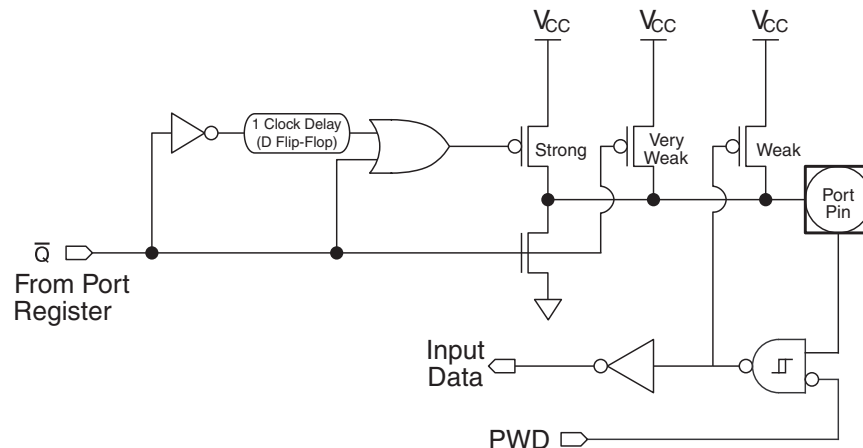 VCC
VCC
VCC
1 Clock Delay
(D Flip-Flop)
Strong
Very
Weak
Weak
Port
Pin
Q̅
From Port
Register
Input
Data
PWD